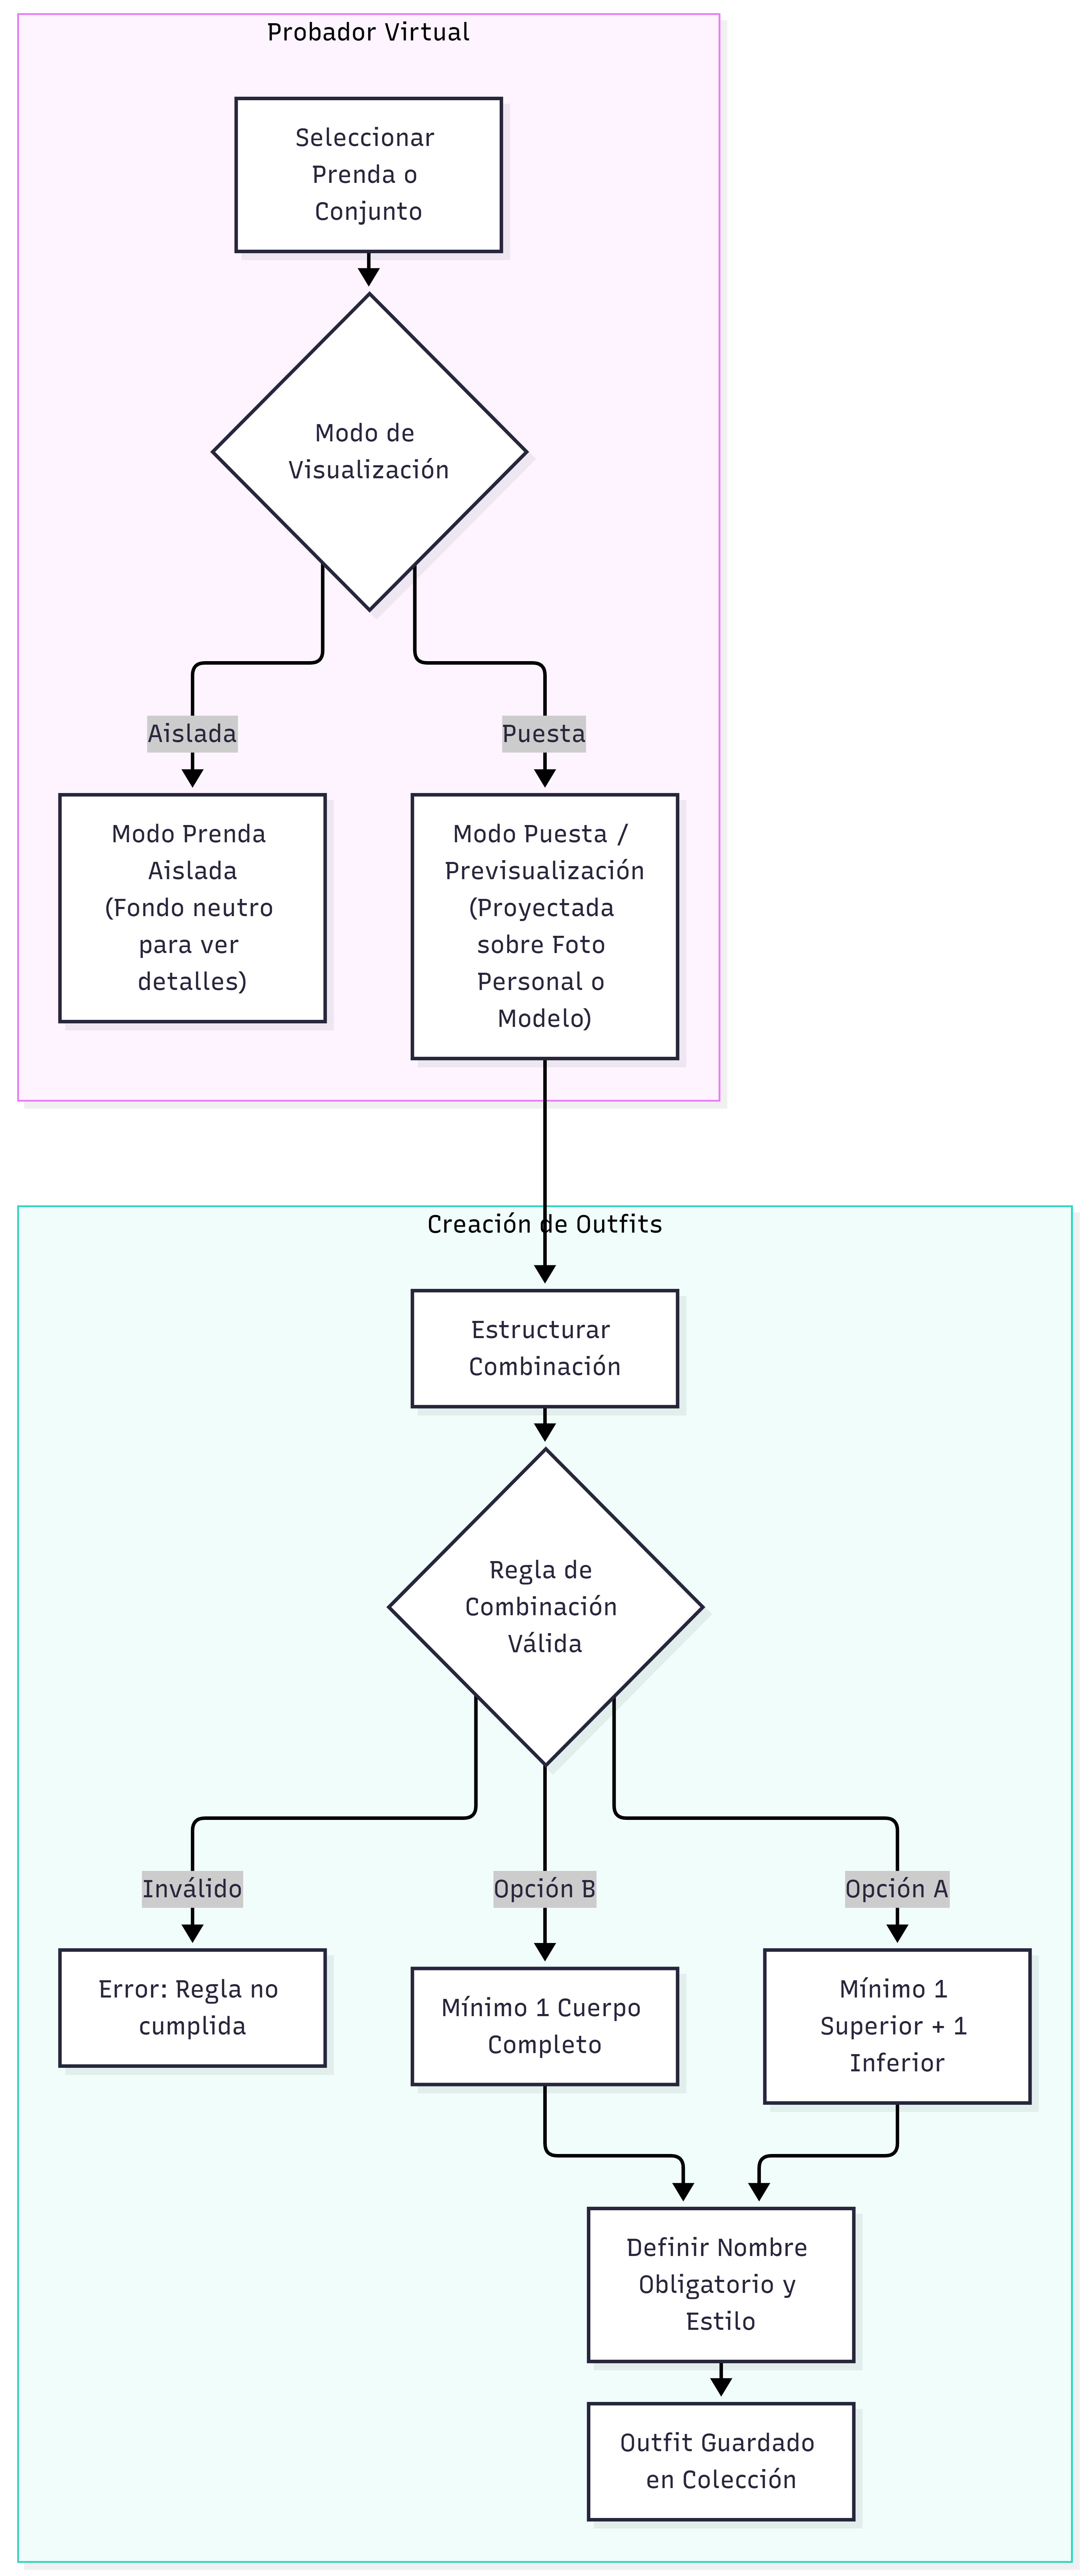 Probador Virtual
Seleccionar
Prenda o
Conjunto
Modo de
Visualización
Aislada
Puesta
Modo Prenda
Aislada
(Fondo neutro
para ver
detalles)
Modo Puesta /
Previsualización
(Proyectada
sobre Foto
Personal o
Modelo)
Creación de Outfits
Estructurar
Combinación
Regla de
Combinación
Válida
Inválido
Opción B
Opción A
Error: Regla no
cumplida
Mínimo 1 Cuerpo
Completo
Mínimo 1
Superior + 1
Inferior
Definir Nombre
Obligatorio y
Estilo
Outfit Guardado
en Colección